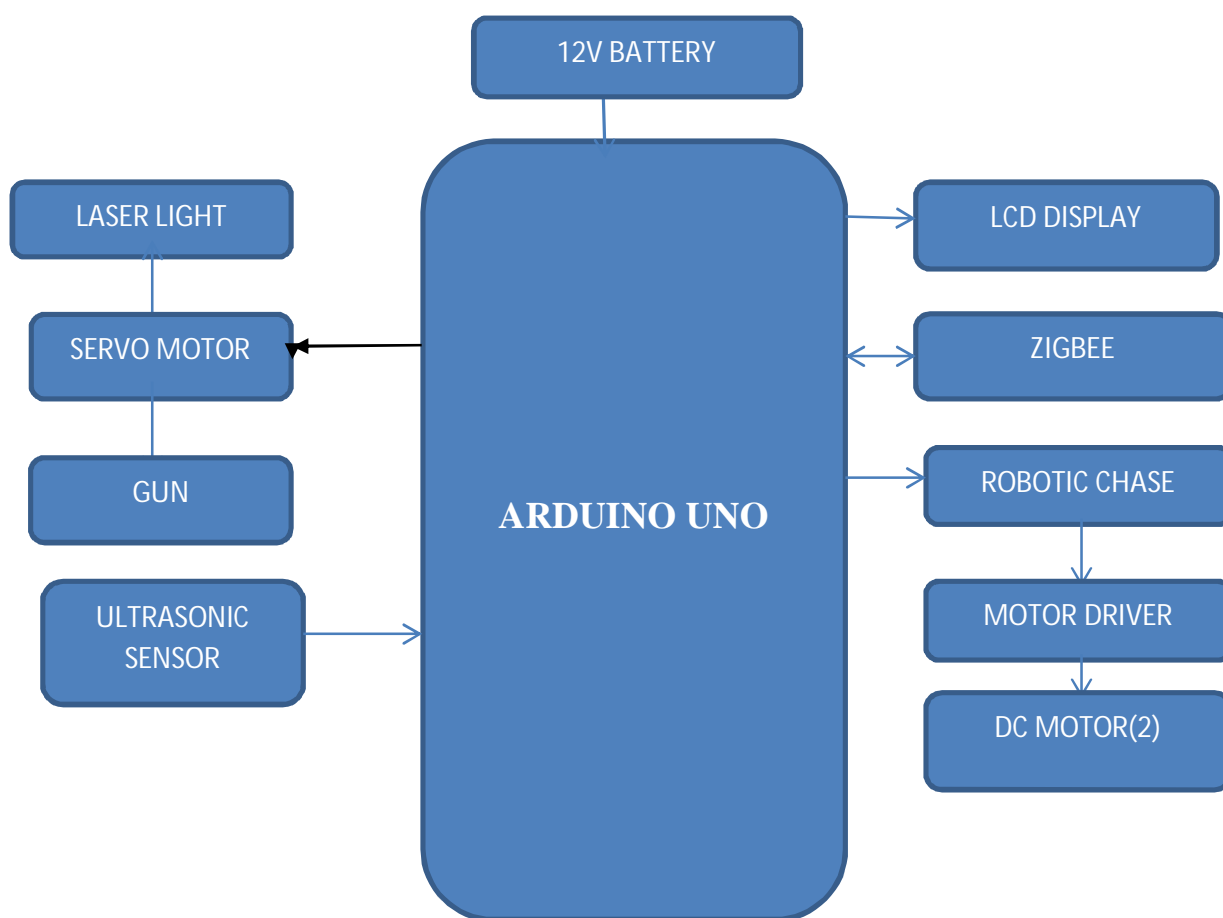 12V BATTERY
LASER LIGHT
SERVO MOTOR
GUN
ULTRASONIC
SENSOR
ARDUINO UNO
LCD DISPLAY
ZIGBEE
ROBOTIC CHASE
MOTOR DRIVER
DC MOTOR(2)